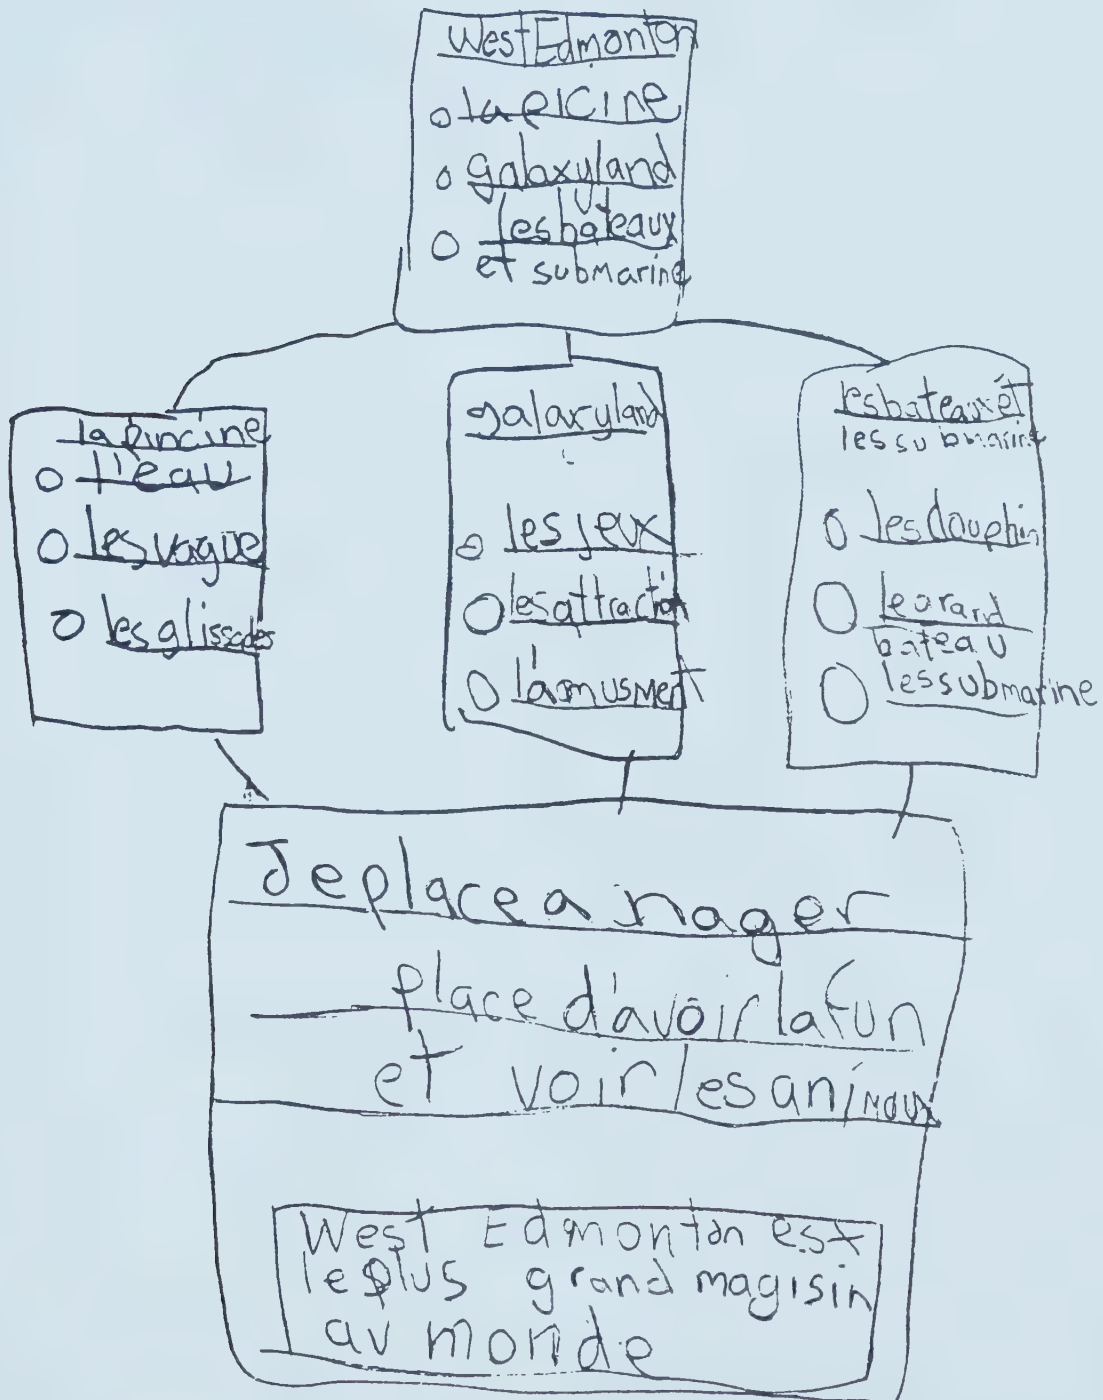 West Edmonton
la picine
galaxyland
les bateaux
et submarine
la pincine
l'eau
les vague
les glissades
galaxyland
les jeux
les attraction
l'amusment
les bateaux et
les submarine
les dauphin
le grand
bateau
les submarine
Je place a nager
place d'avoir la fun
et voir les animaux
West Edmonton est
le plus grand magisin
au monde